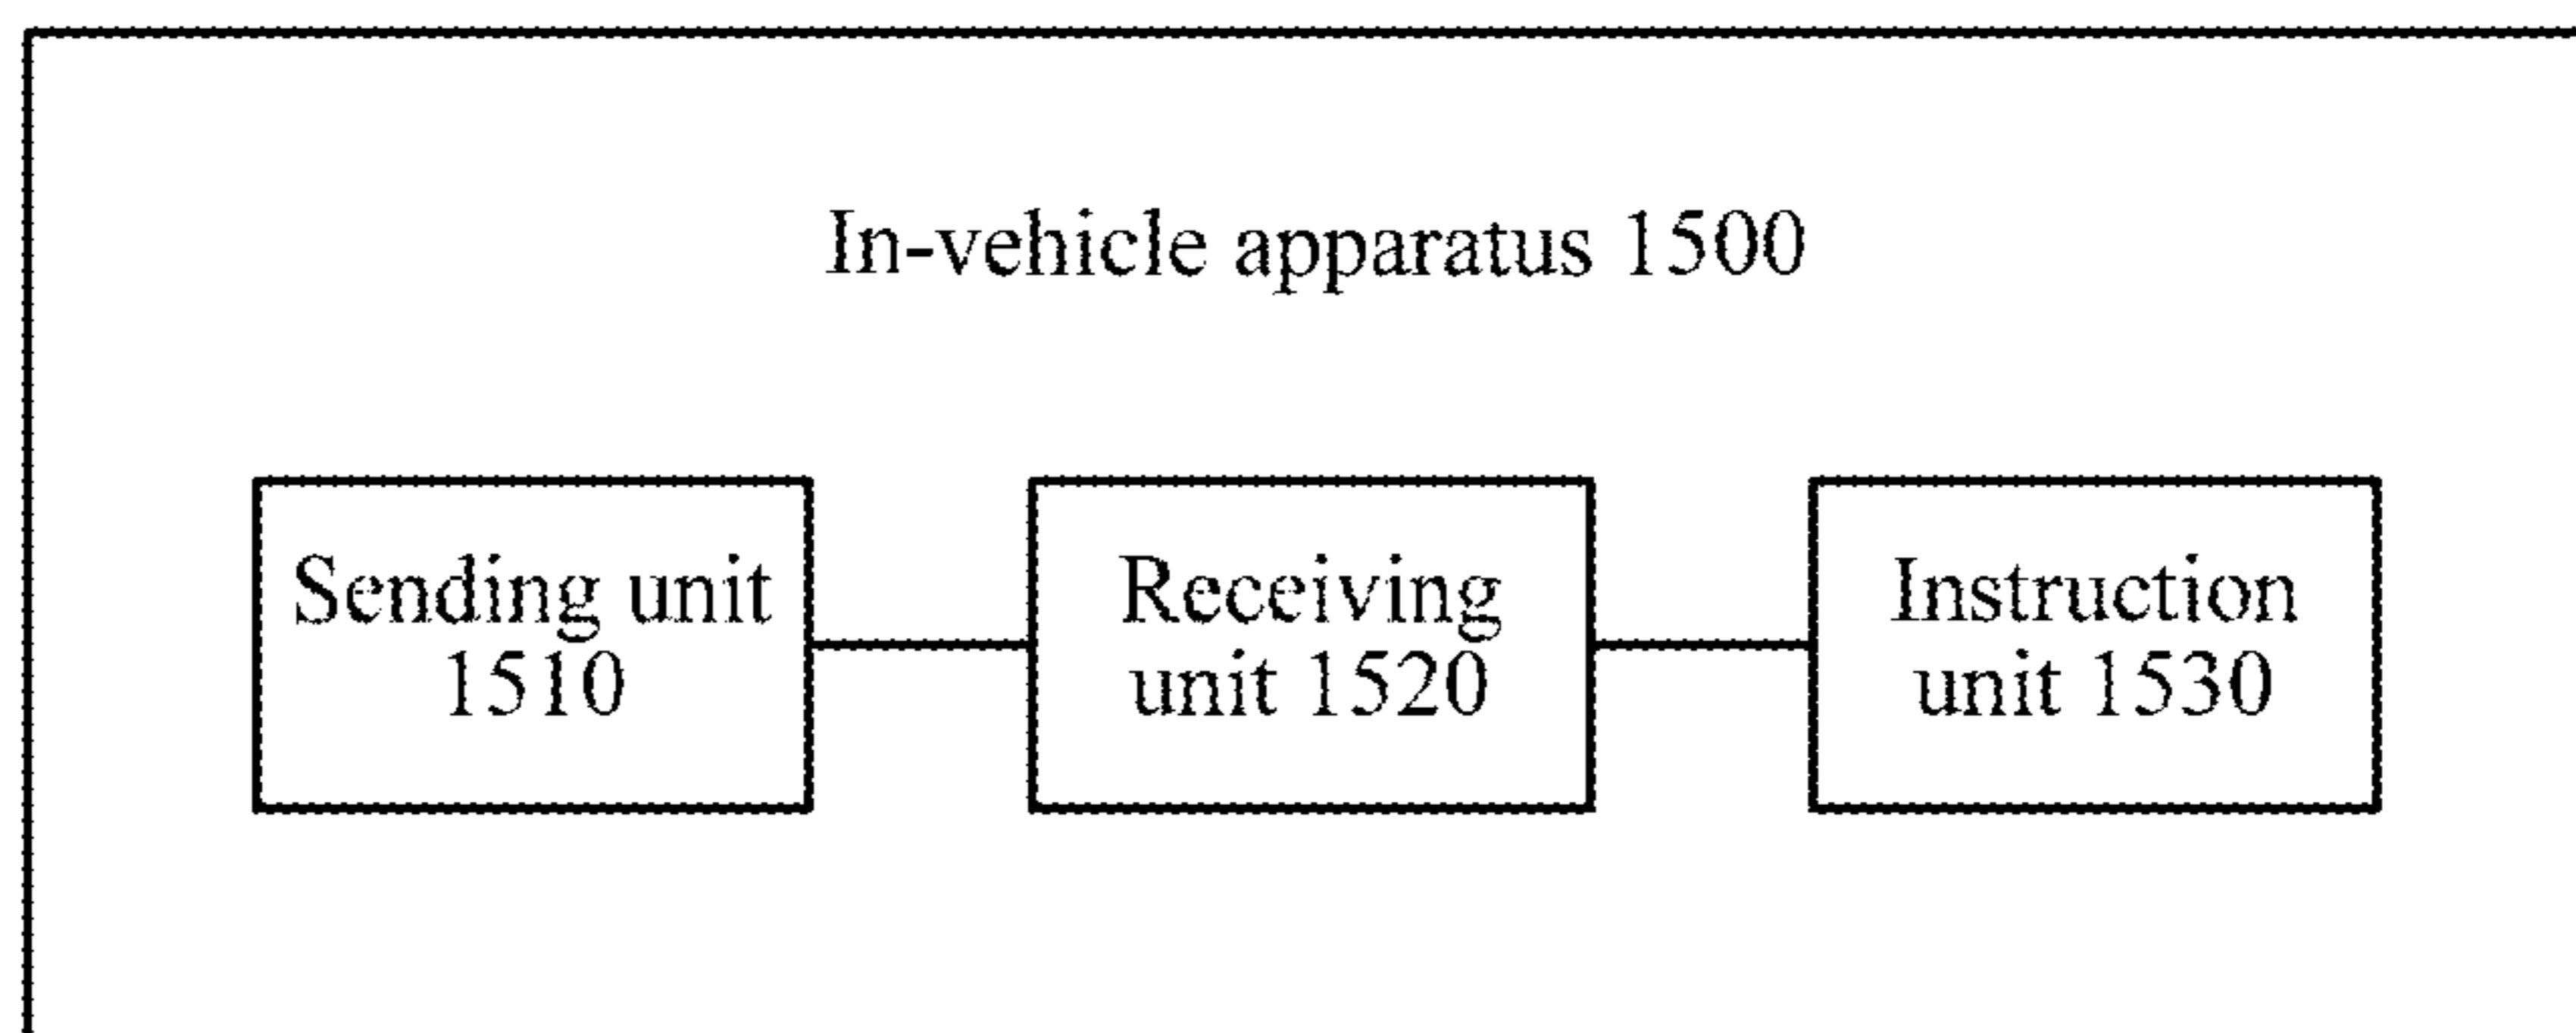 In-vehicle apparatus 1500
Sending unit
1510
Receiving
unit 1520
Instruction
unit 1530